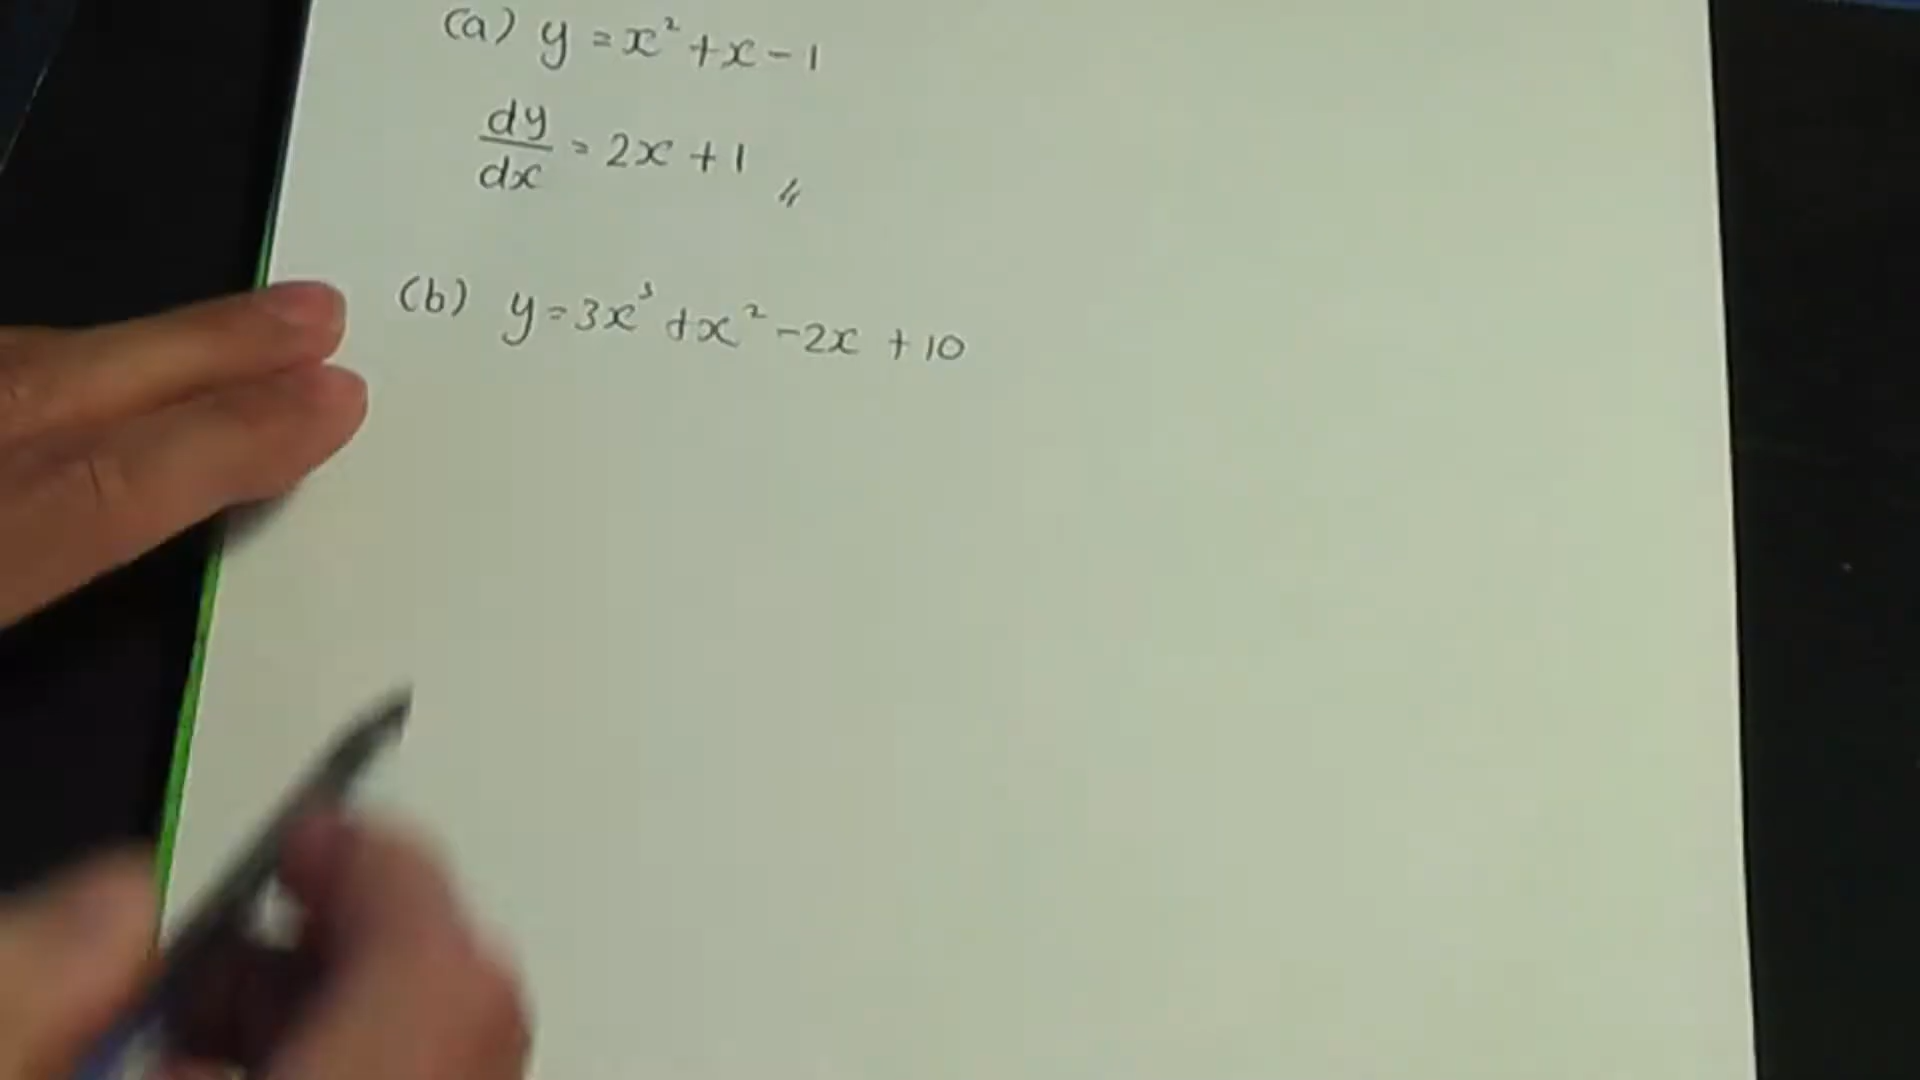 (a) y = x² + x - 1
dy/dx = 2x + 1
(b) y = 3x³ + x² - 2x + 10